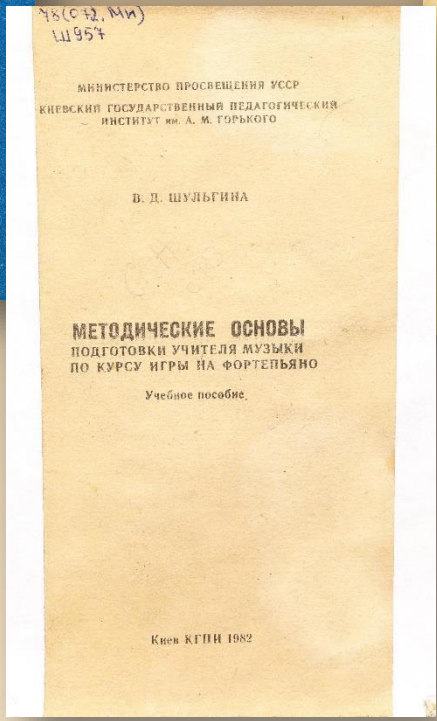 78(072.Ми)
Ш957
МИНИСТЕРСТВО ПРОСВЕЩЕНИЯ УССР
КИЕВСКИЙ ГОСУДАРСТВЕННЫЙ ПЕДАГОГИЧЕСКИЙ
ИНСТИТУТ им. А. М. ГОРЬКОГО
В. Д. ШУЛЬГИНА
МЕТОДИЧЕСКИЕ ОСНОВЫ
ПОДГОТОВКИ УЧИТЕЛЯ МУЗЫКИ
ПО КУРСУ ИГРЫ НА ФОРТЕПЬЯНО
Учебное пособие
Киев КГПИ 1982